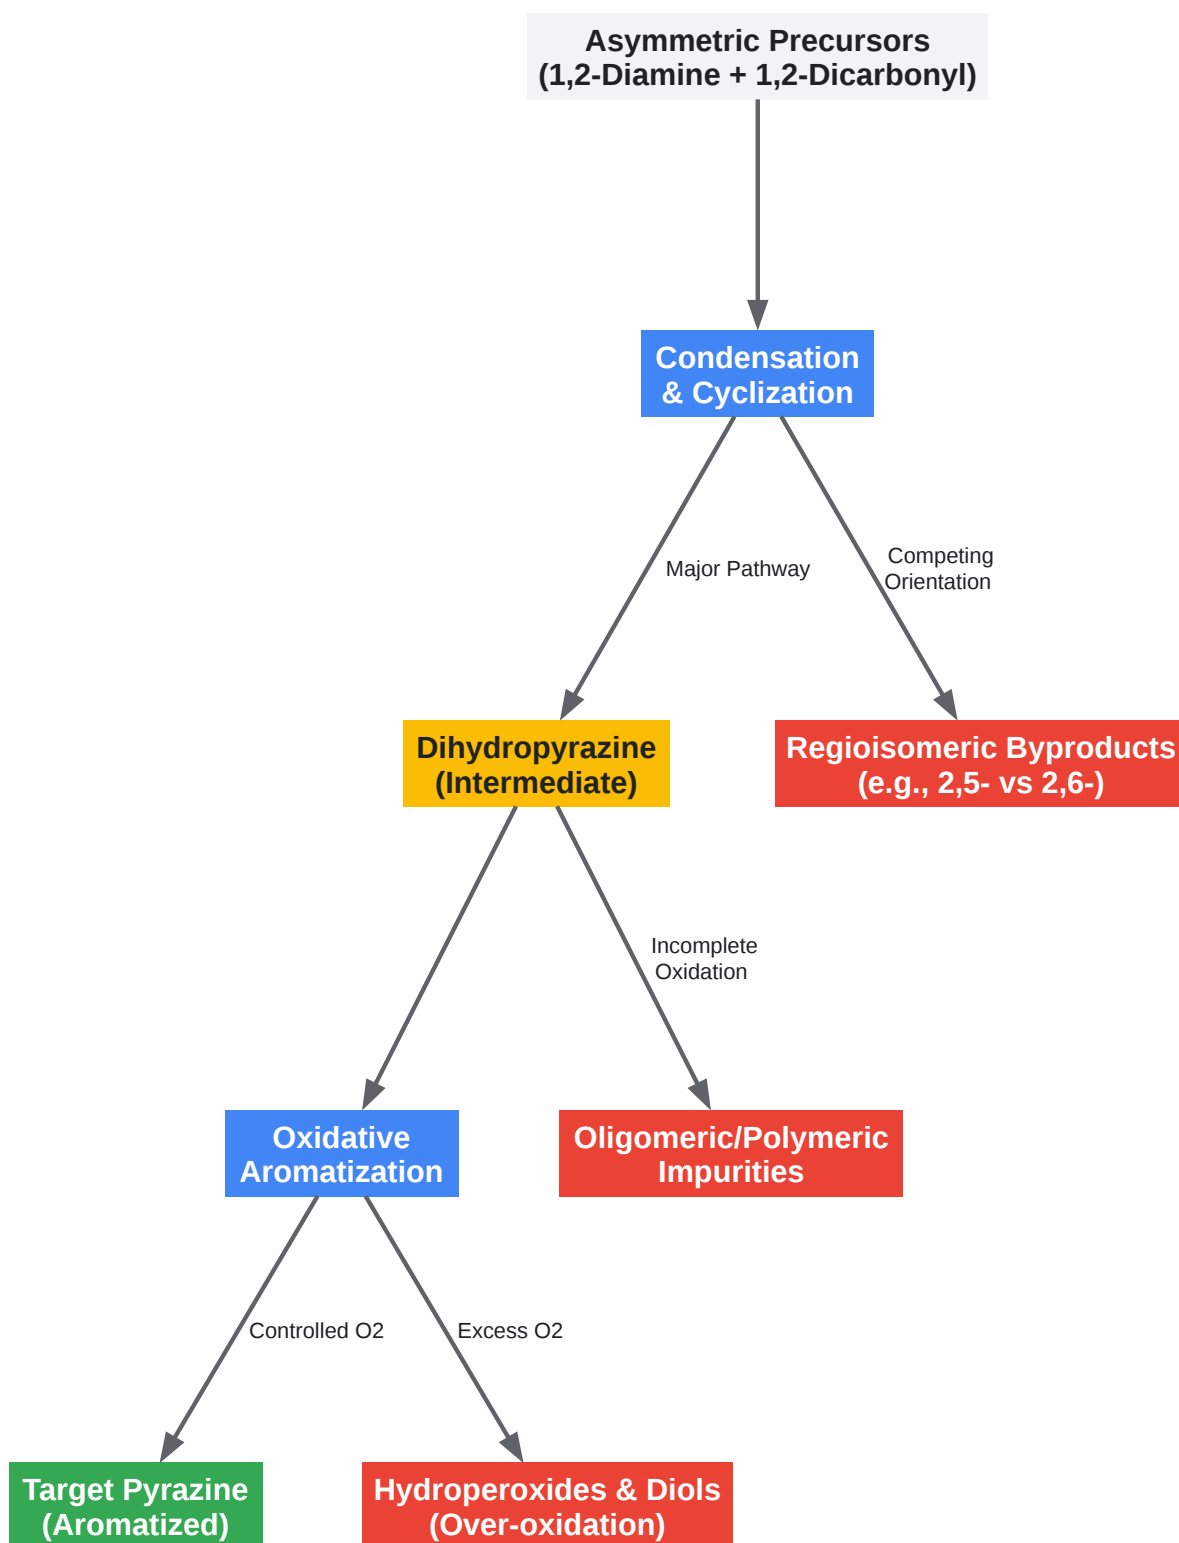 Asymmetric Precursors
(1,2-Diamine + 1,2-Dicarbonyl)
Condensation
& Cyclization
Major Pathway
Competing
Orientation
Dihydropyrazine
(Intermediate)
Regioisomeric Byproducts
(e.g., 2,5- vs 2,6-)
Incomplete
Oxidation
Oxidative
Aromatization
Oligomeric/Polymeric
Impurities
Controlled O2
Excess O2
Target Pyrazine
(Aromatized)
Hydroperoxides & Diols
(Over-oxidation)